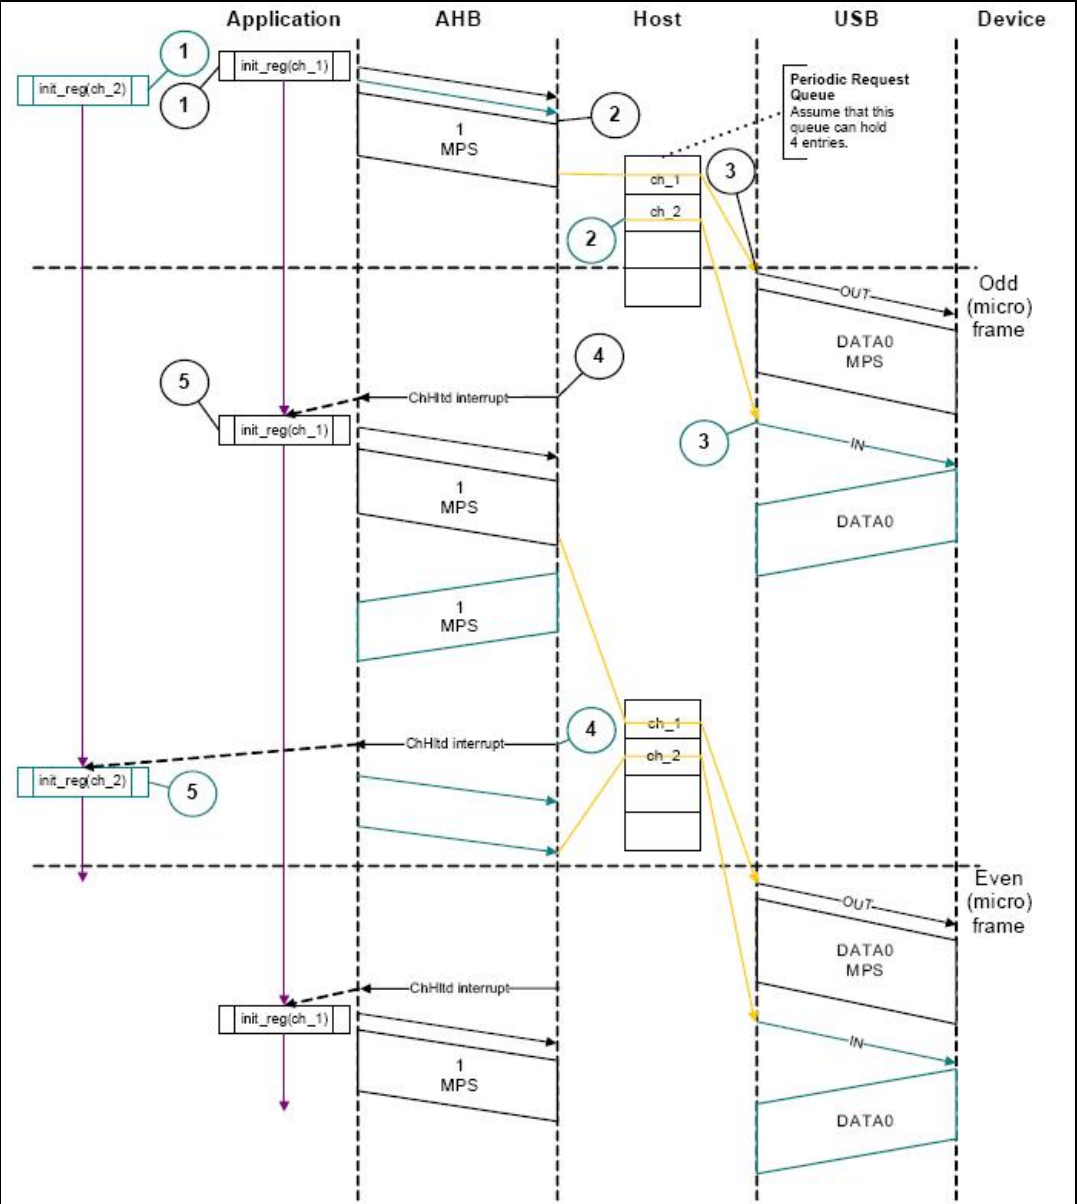 Application
AHB
Host
USB
Device
1
init_reg(ch_1)
init_reg(ch_2)
1
2
1
MPS
Periodic Request
Queue
Assume that this
queue can hold
4 entries.
3
ch_1
ch_2
2
Odd
(micro)
frame
OUT
DATA0
MPS
4
5
ChHltd interrupt
init_reg(ch_1)
3
IN
1
MPS
DATA0
1
MPS
ch_1
4
ChHltd interrupt
ch_2
init_reg(ch_2)
5
Even
(micro)
frame
OUT
DATA0
MPS
ChHltd interrupt
init_reg(ch_1)
IN
1
MPS
DATA0